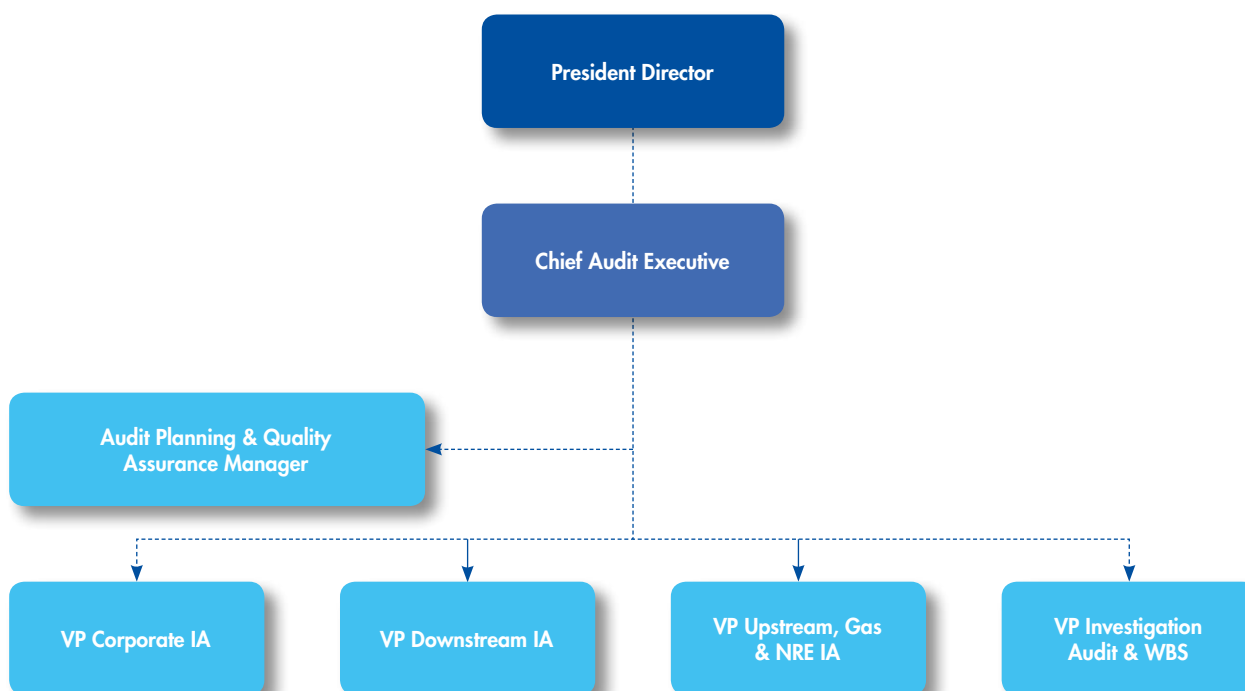 President Director
Chief Audit Executive
Audit Planning & Quality
Assurance Manager
VP Corporate IA
VP Downstream IA
VP Upstream, Gas
& NRE IA
VP Investigation
Audit & WBS